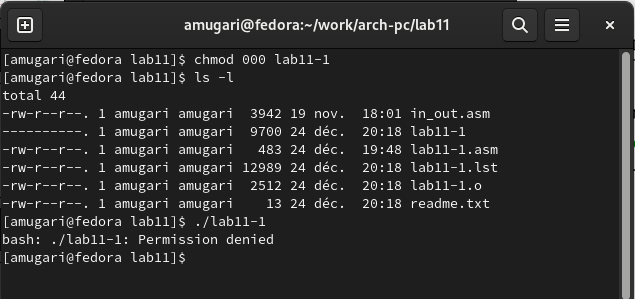 amugari@fedora:~/work/arch-pc/lab11
[amugari@fedora lab11]$ chmod 000 lab11-1
[amugari@fedora lab11]$ ls -l
total 44
-rw-r--r--. 1 amugari amugari  3942 19 nov.  18:01 in_out.asm
----------. 1 amugari amugari  9700 24 déc.  20:18 lab11-1
-rw-r--r--. 1 amugari amugari   483 24 déc.  19:48 lab11-1.asm
-rw-r--r--. 1 amugari amugari 12989 24 déc.  20:18 lab11-1.lst
-rw-r--r--. 1 amugari amugari  2512 24 déc.  20:18 lab11-1.o
-rw-r--r--. 1 amugari amugari    13 24 déc.  20:18 readme.txt
[amugari@fedora lab11]$ ./lab11-1
bash: ./lab11-1: Permission denied
[amugari@fedora lab11]$